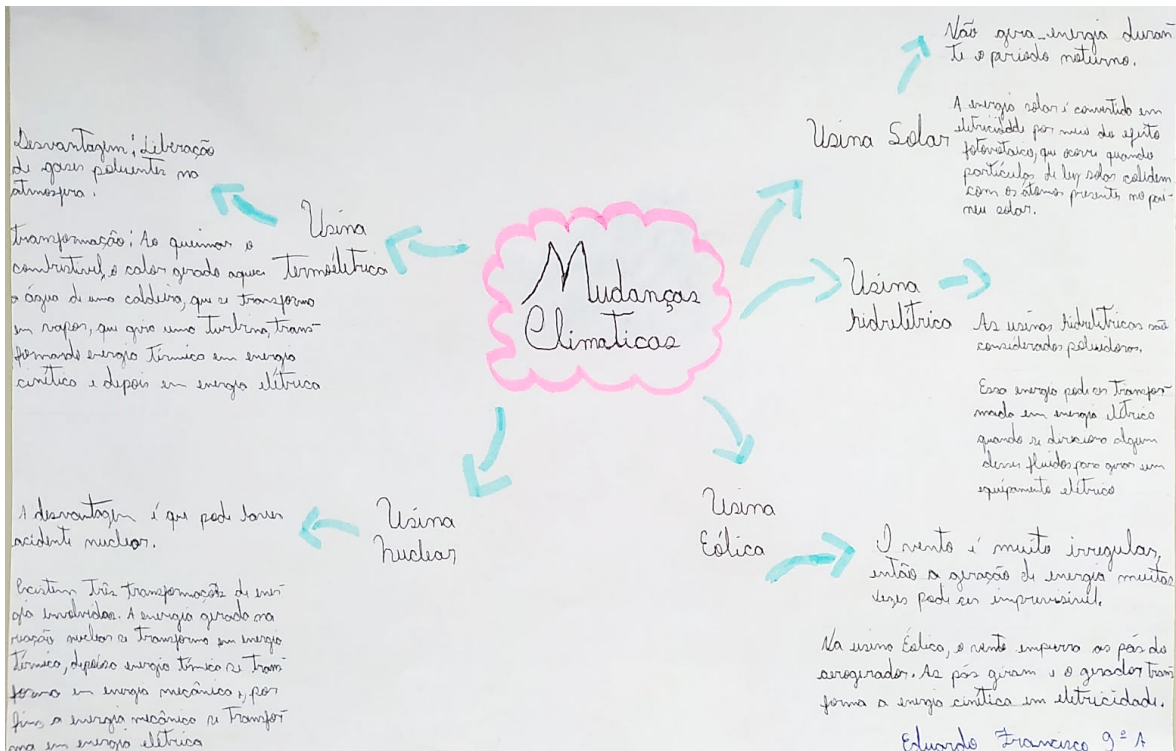 Mudanças
Climaticas
Usina Solar
Não gera energia duran-
te o período noturno.
A energia solar é convertida em
eletricidade por meio do efeito
fotovoltaico, que ocorre quando
partículas de luz solar colidem
com os átomos presente no pai-
neu solar.
Usina
hidrelétrica
As usinas hidrelétricas são
consideradas poluidoras.
Essa energia pode ser transfor-
mada em energia elétrica
quando se direciona algum
desses fluidos para gerar um
equipamento elétrico
Usina
Eólica
O vento é muito irregular,
então a geração de energia muitas
vezes pode ser imprevisivil.
Na usina Éolica, o vento empurra as pás do
aerogerador. As pás giram e o gerador trans
forma a energia cinética em eletricidade.
Usina
Nuclear
A desvantagem é que pode haver
acidente nuclear.
Existem três transformações de ener-
gia envolvidas. A energia gerada na
reação nuclear se transforma em energia
térmica, depois a energia térmica se trans
forma em energia mecânica e, por
fim, a energia mecânica se transfor-
ma em energia elétrica
Usina
termoelétrica
Desvantagem: Liberação
de gases poluentes na
atmosfera.
transformação: Ao queimar o
combustível, o calor gerado aquece
a água de uma caldeira, que se transforma
em vapor, que gira uma turbina, trans-
formando energia térmica em energia
cinética e depois em energia elétrica
Eduardo Francisco 9º A